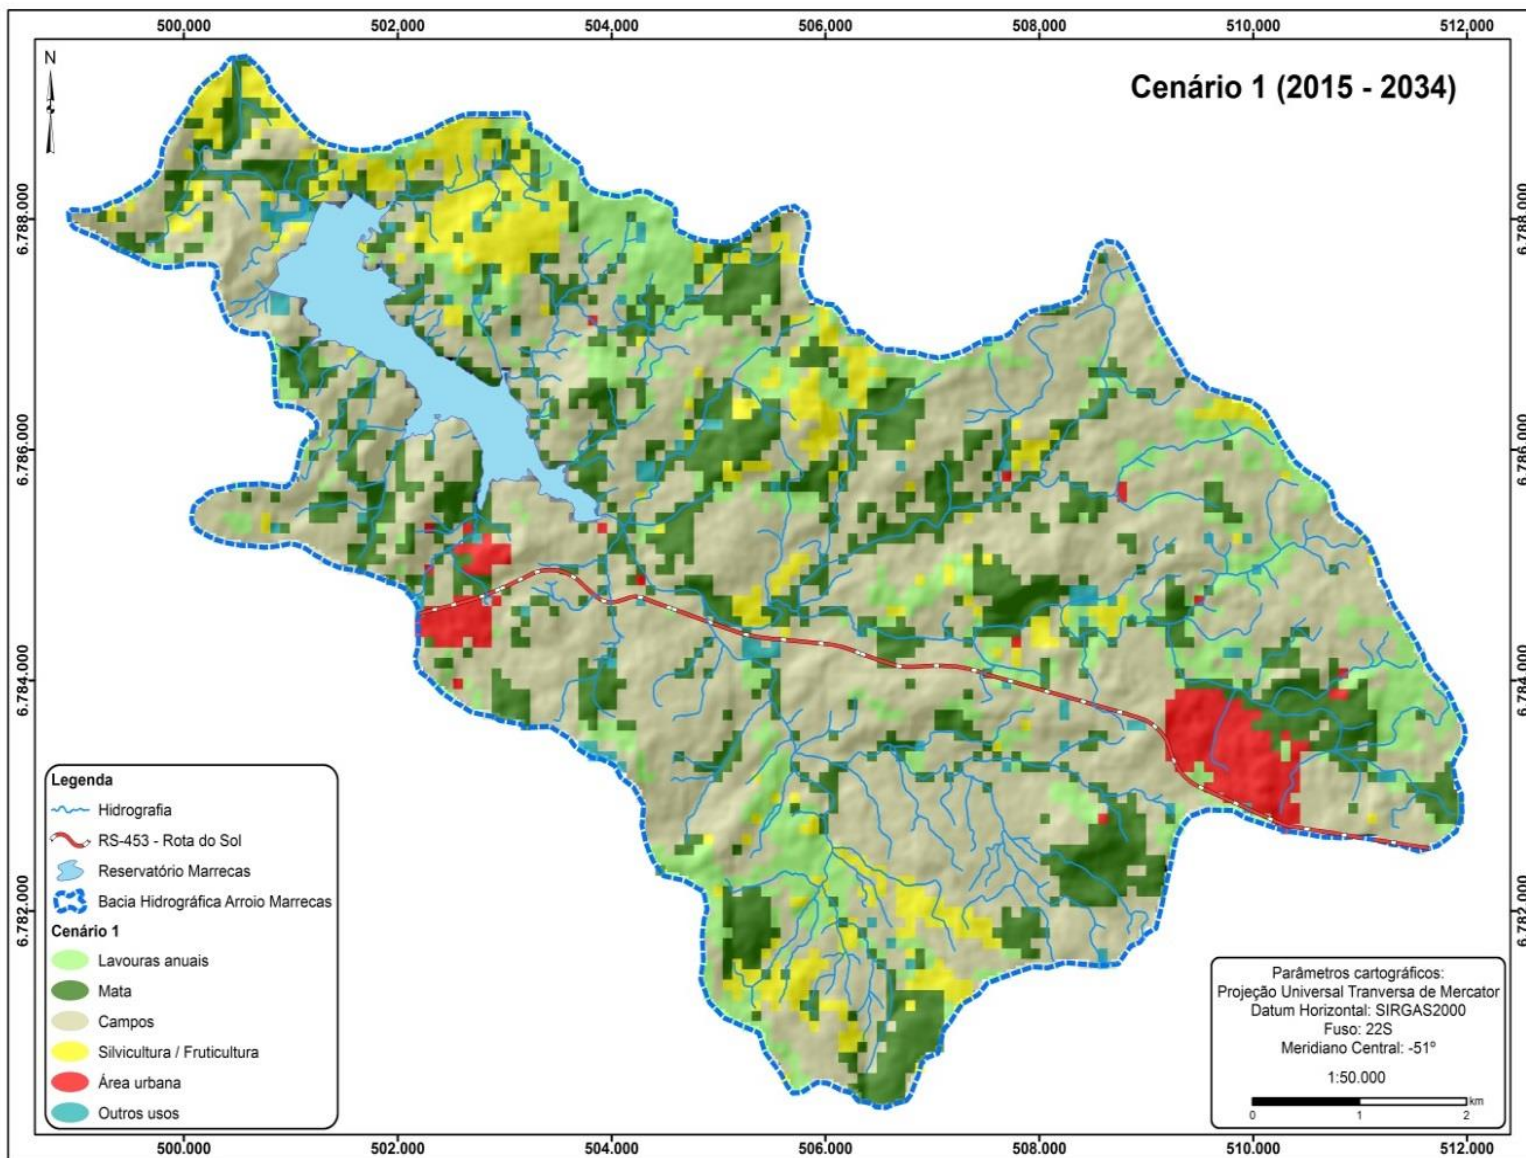 500.000 502.000 504.000 506.000 508.000 510.000 512.000
N
Cenário 1 (2015 - 2034)
6.788.000 6.788.000
6.786.000 6.786.000
6.784.000 6.784.000
6.782.000 6.782.000
Legenda
Hidrografia
RS-453 - Rota do Sol
Reservatório Marrecas
Bacia Hidrográfica Arroio Marrecas
Cenário 1
Lavouras anuais
Mata
Campos
Silvicultura / Fruticultura
Área urbana
Outros usos
Parâmetros cartográficos:
Projeção Universal Tranversa de Mercator
Datum Horizontal: SIRGAS2000
Fuso: 22S
Meridiano Central: -51º
1:50.000
km
0 1 2
500.000 502.000 504.000 506.000 508.000 510.000 512.000